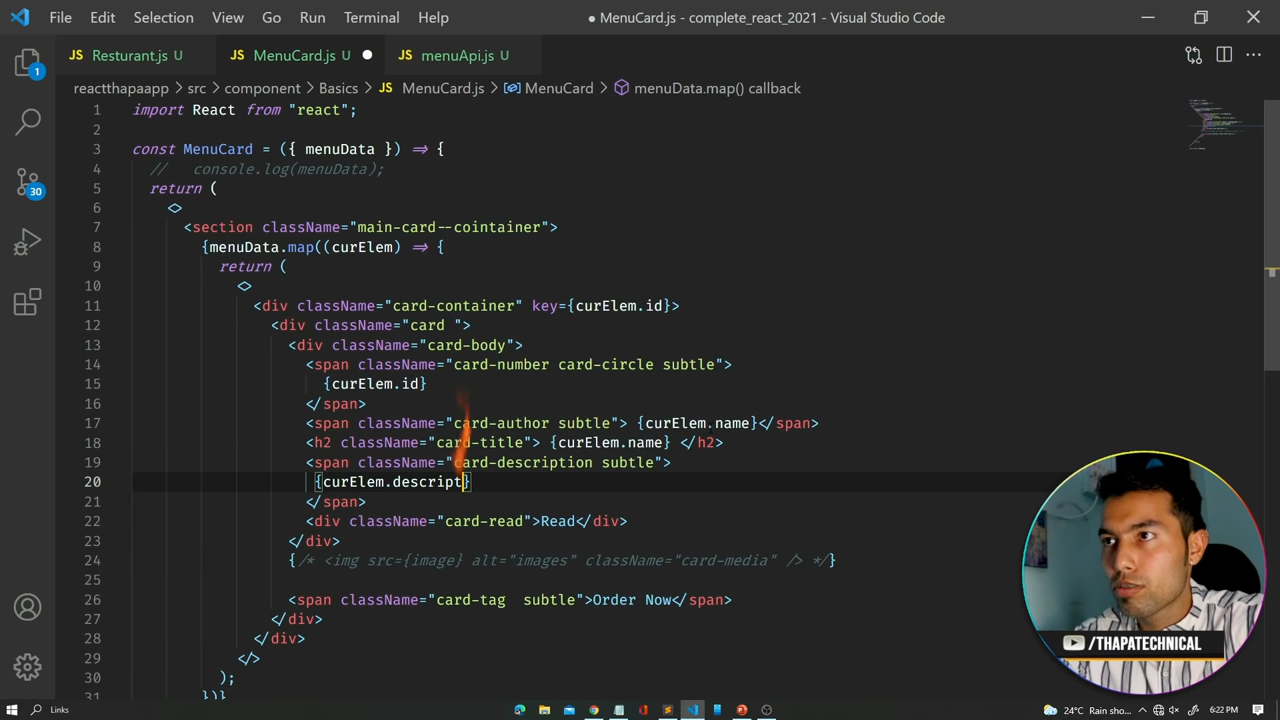 File Edit Selection View Go Run Terminal Help
● MenuCard.js - complete_react_2021 - Visual Studio Code
JS Resturant.js U
JS MenuCard.js U ●
JS menuApi.js U
reactthapaapp > src > component > Basics > JS MenuCard.js > MenuCard > menuData.map() callback
1 import React from "react";
2
3 const MenuCard = ({ menuData }) => {
4 // console.log(menuData);
5 return (
6 <>
7 <section className="main-card--cointainer">
8 {menuData.map((curElem) => {
9 return (
10 <>
11 <div className="card-container" key={curElem.id}>
12 <div className="card ">
13 <div className="card-body">
14 <span className="card-number card-circle subtle">
15 {curElem.id}
16 </span>
17 <span className="card-author subtle"> {curElem.name}</span>
18 <h2 className="card-title"> {curElem.name} </h2>
19 <span className="card-description subtle">
20 {curElem.descript}
21 </span>
22 <div className="card-read">Read</div>
23 </div>
24 {/* <img src={image} alt="images" className="card-media" /> */}
25
26 <span className="card-tag  subtle">Order Now</span>
27 </div>
28 </div>
29 </>
30 );
31 })}
1
30
/THAPATECHNICAL
Links
24°C Rain sho... 6:22 PM